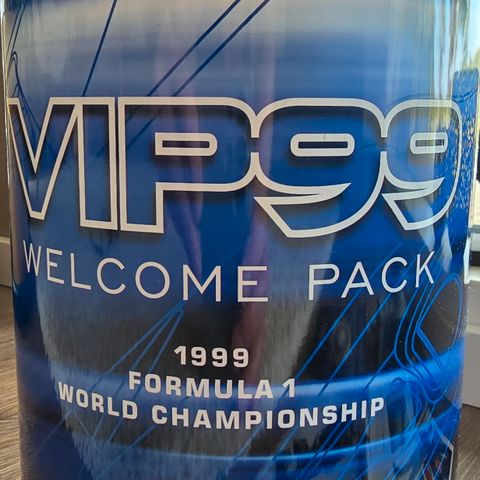 VIP99
WELCOME PACK
1999
FORMULA 1
WORLD CHAMPIONSHIP